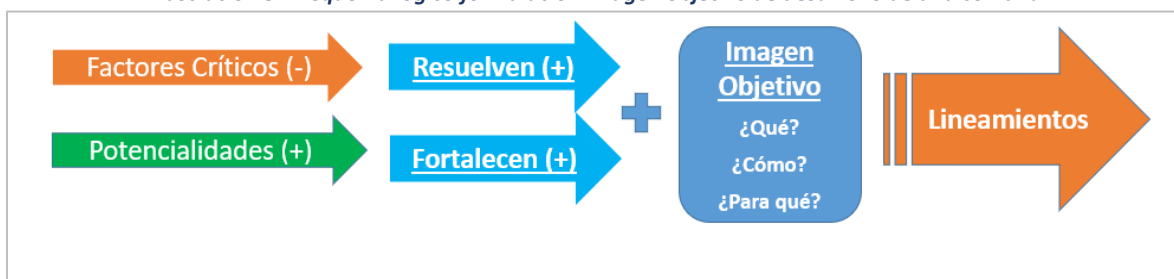 Factores Críticos (-)
Resuelven (+)
Potencialidades (+)
Fortalecen (+)
Imagen
Objetivo
¿Qué?
¿Cómo?
¿Para qué?
Lineamientos